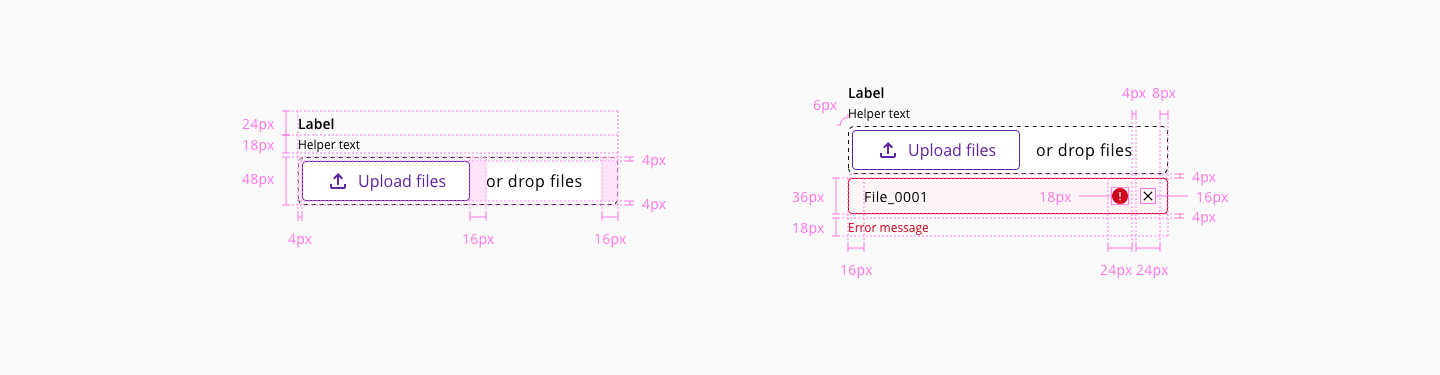 24px
Label
18px
Helper text
48px
Upload files
or drop files
4px
4px
4px
16px
16px
6px
Label
4px
8px
Helper text
Upload files
or drop files
4px
36px
File_0001
18px
16px
4px
18px
Error message
16px
24px
24px